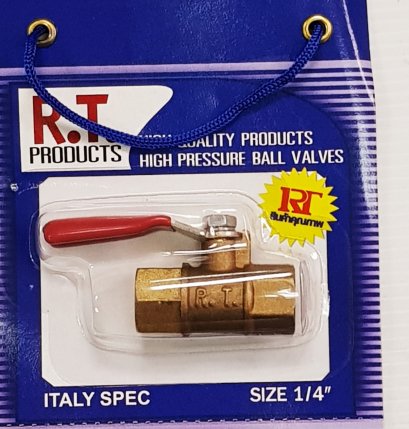 R.T
PRODUCTS
HIGH QUALITY PRODUCTS
HIGH PRESSURE BALL VALVES
RT
สินค้าคุณภาพ
R.T.
ITALY SPEC
SIZE 1/4"